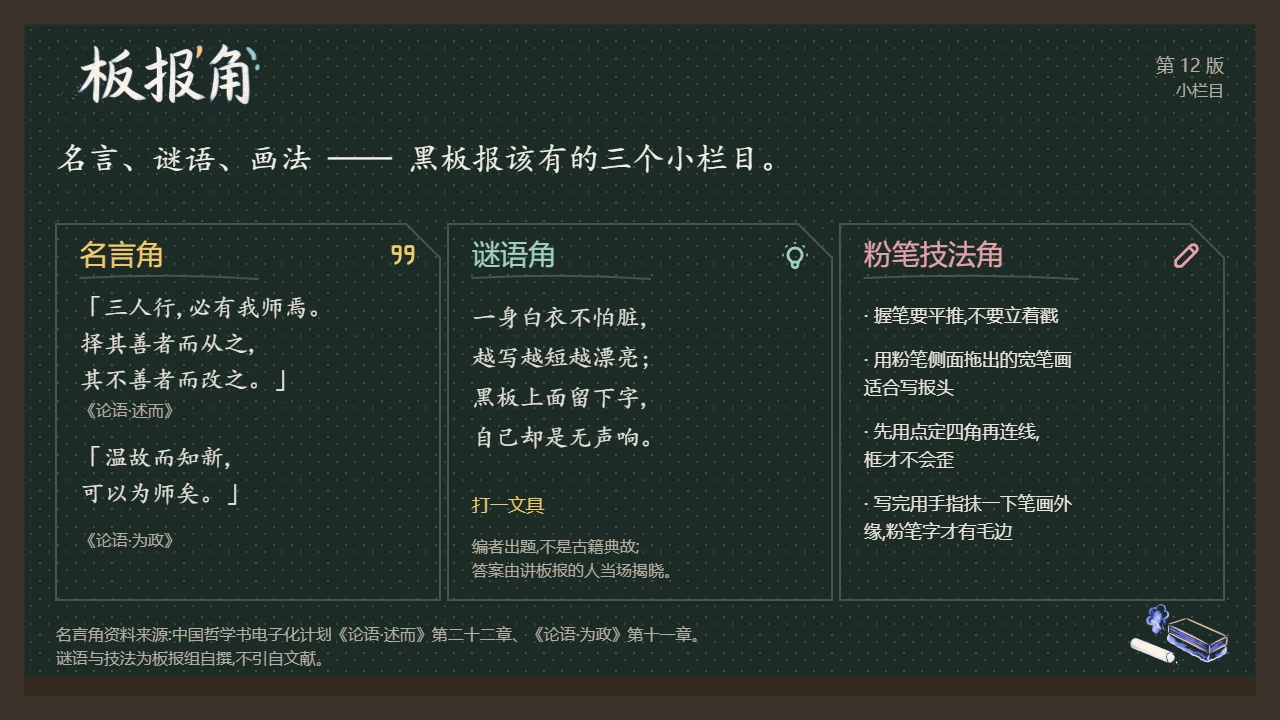 板报角
第 12 版
小栏目
名言、谜语、画法 —— 黑板报该有的三个小栏目。
名言角
「三人行,必有我师焉。
择其善者而从之,
其不善者而改之。」
《论语·述而》
「温故而知新,
可以为师矣。」
《论语·为政》
谜语角
一身白衣不怕脏,
越写越短越漂亮;
黑板上面留下字,
自己却是无声响。
打一文具
编者出题,不是古籍典故;
答案由讲板报的人当场揭晓。
粉笔技法角
· 握笔要平推,不要立着戳
· 用粉笔侧面拖出的宽笔画
适合写报头
· 先用点定四角再连线,
框才不会歪
· 写完用手指抹一下笔画外
缘,粉笔字才有毛边
名言角资料来源:中国哲学书电子化计划《论语·述而》第二十二章、《论语·为政》第十一章。
谜语与技法为板报组自撰,不引自文献。